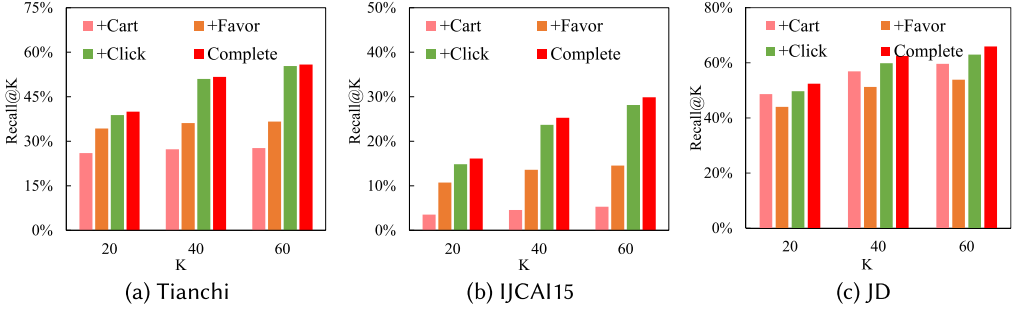 75%
60%
45%
30%
15%
0%
Recall@K
+Cart
+Favor
+Click
Complete
20
40
60
K
(a) Tianchi
50%
40%
30%
20%
10%
0%
Recall@K
+Cart
+Favor
+Click
Complete
20
40
60
K
(b) IJCAI15
80%
60%
40%
20%
0%
Recall@K
+Cart
+Favor
+Click
Complete
20
40
60
K
(c) JD